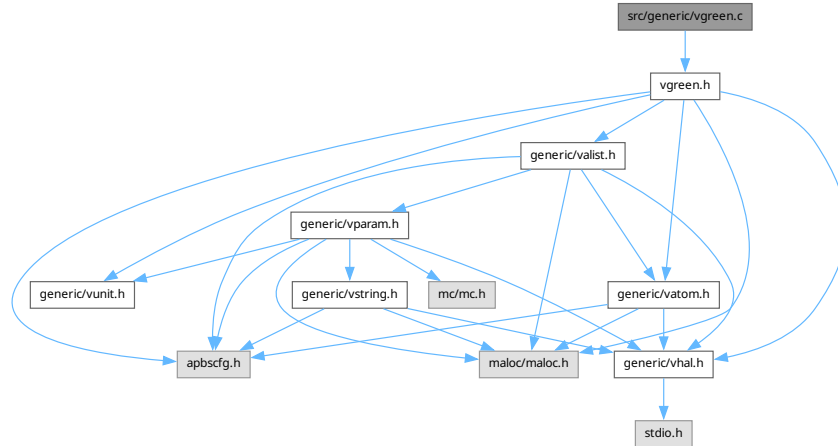 src/generic/vgreen.c
vgreen.h
generic/valist.h
generic/vparam.h
generic/vunit.h
generic/vstring.h
mc/mc.h
generic/vatom.h
apbscfg.h
maloc/maloc.h
generic/vhal.h
stdio.h